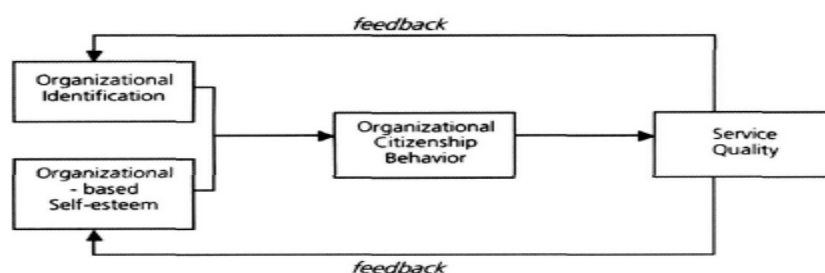 feedback
Organizational
Identification
Organizational
Citizenship
Behavior
Service
Quality
Organizational
- based
Self-esteem
feedback